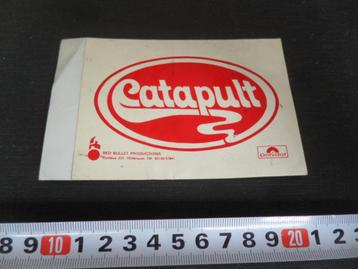 Catapult
RED BULLET PRODUCTIONS
Polydor
8 9 10 1 2 3 4 5 6 7 8 9 20 1 2